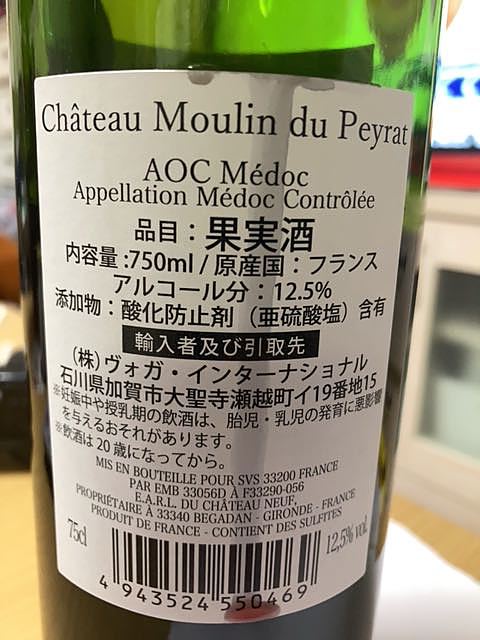 Château Moulin du Peyrat
AOC Médoc
Appellation Médoc Contrôlée
品目：果実酒
内容量：750ml / 原産国：フランス
アルコール分：12.5%
添加物：酸化防止剤（亜硫酸塩）含有
輸入者及び引取先
(株)ヴォガ・インターナショナル
石川県加賀市大聖寺瀬越町イ19番地15
※妊娠中や授乳期の飲酒は、胎児・乳児の発育に悪影響
を与えるおそれがあります。
※飲酒は20歳になってから。
MIS EN BOUTEILLE POUR SVS 33200 FRANCE
PAR EMB 33056D À F33290-056
E.A.R.L. DU CHÂTEAU NEUF.
PROPRIÉTAIRE À 33340 BEGADAN - GIRONDE - FRANCE
PRODUIT DE FRANCE - CONTIENT DES SULFITES
75cl
12,5% vol.
4 943524 550469